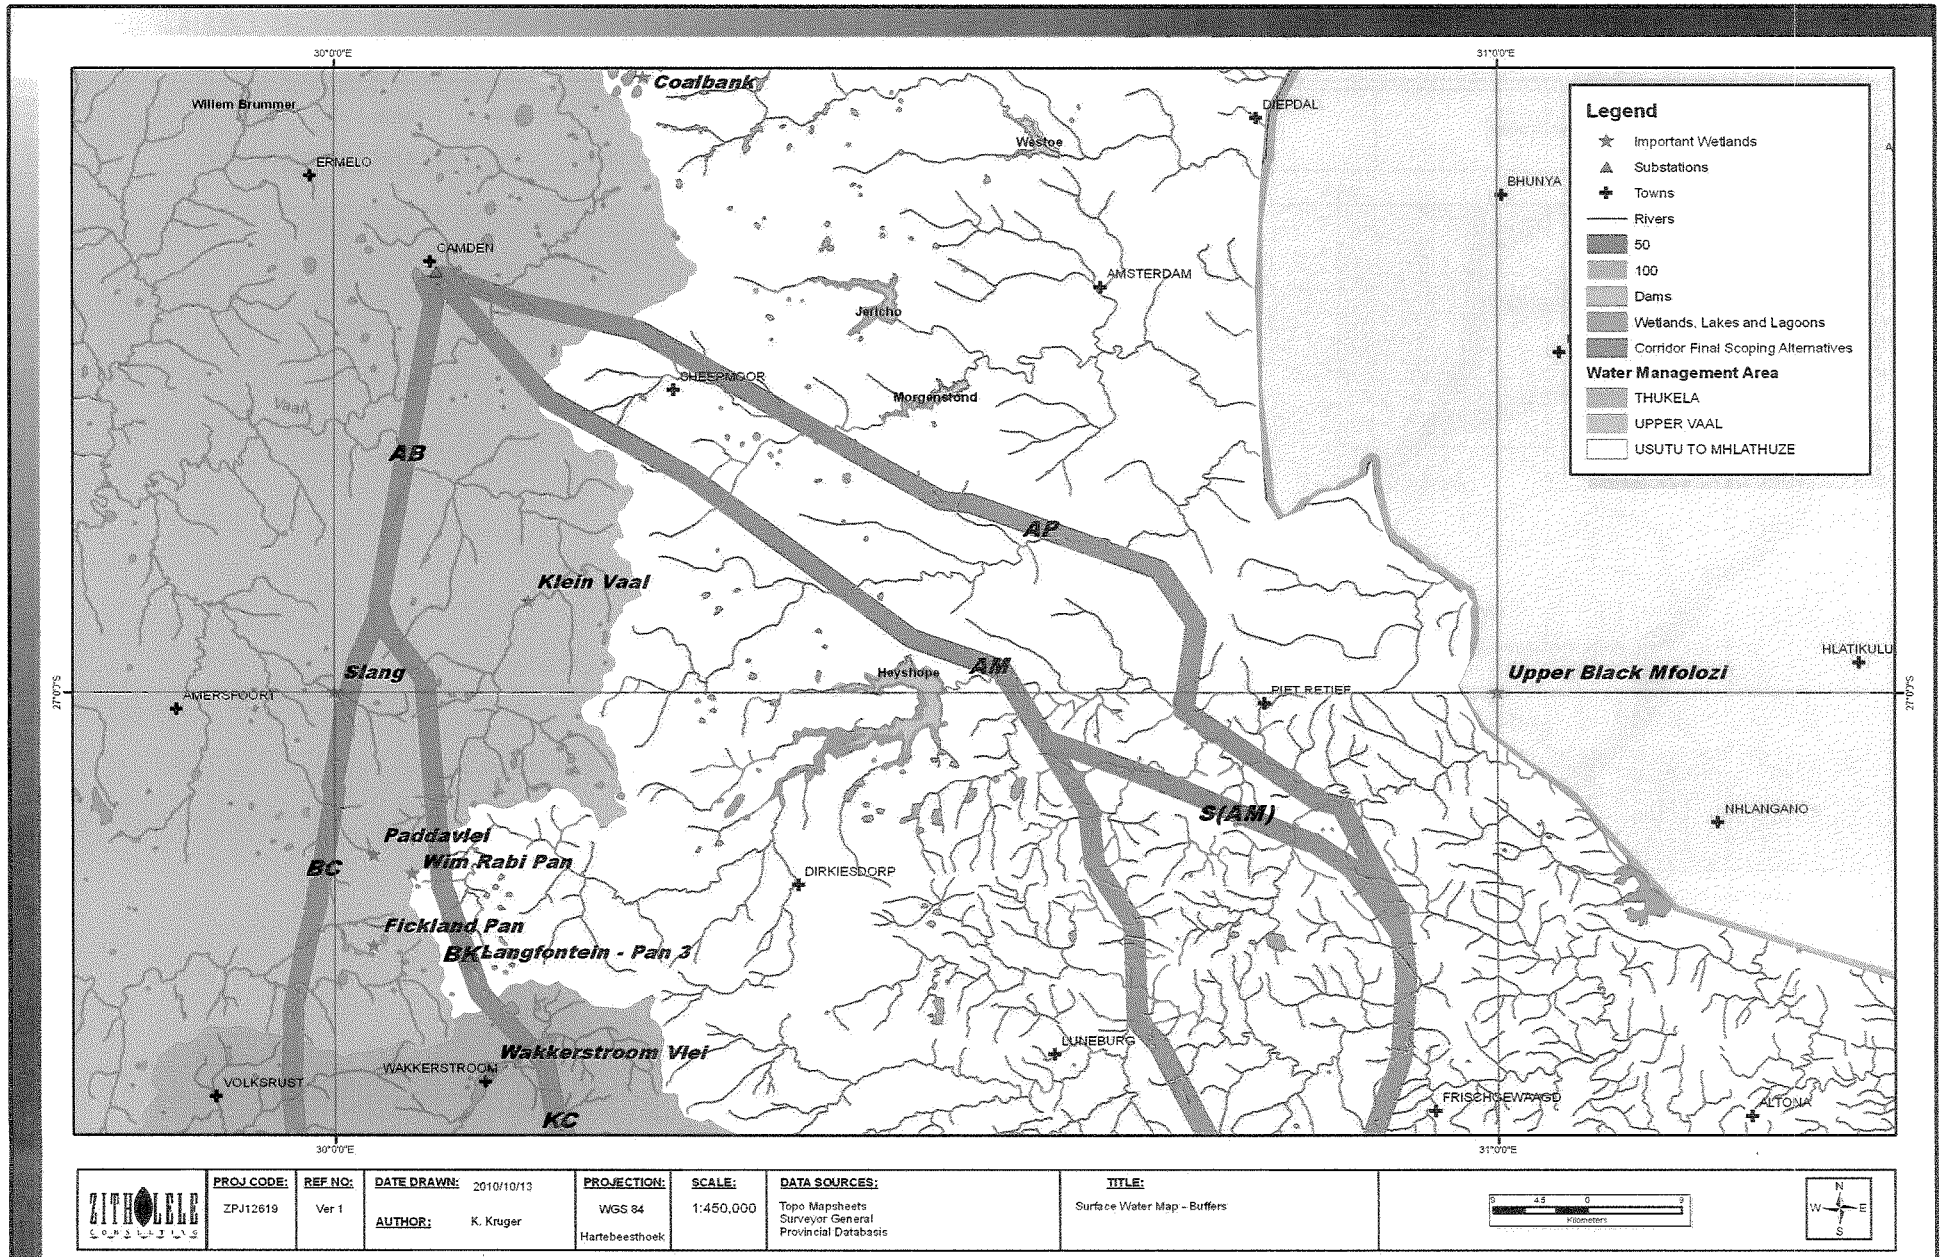 30°0'0"E
31°0'0"E
Coalbank
Willem Brummer
DIEPDAL
Westoe
ERMELO
BHUNYA
CAMDEN
AMSTERDAM
Jericho
SHEEPMOOR
Morgenstond
Vaal
AB
AP
Klein Vaal
Slang
AM
Heyshope
HLATIKULU
Upper Black Mfolozi
27°0'0"S
27°0'0"S
AMERSFOORT
PIET RETIEF
S(AM)
NHLANGANO
Paddavlei
BC
Wim Rabi Pan
DIRKIESDORP
Fickland Pan
BK
Langfontein - Pan 3
LUNEBURG
Wakkerstroom Vlei
WAKKERSTROOM
VOLKSRUST
KC
FRISCHGEWAAGD
ALTONA
30°0'0"E
31°0'0"E
Legend
Important Wetlands
Substations
Towns
Rivers
50
100
Dams
Wetlands, Lakes and Lagoons
Corridor Final Scoping Alternatives
Water Management Area
THUKELA
UPPER VAAL
USUTU TO MHLATHUZE
ZITHOLELE
CONSULTING
PROJ CODE:
ZPJ12619
REF NO:
Ver 1
DATE DRAWN: 2010/10/13
AUTHOR: K. Kruger
PROJECTION:
WGS 84
Hartebeesthoek
SCALE:
1:450,000
DATA SOURCES:
Topo Mapsheets
Surveyor General
Provincial Databasis
TITLE:
Surface Water Map - Buffers
9 4.5 0 9
Kilometers
N
W E
S